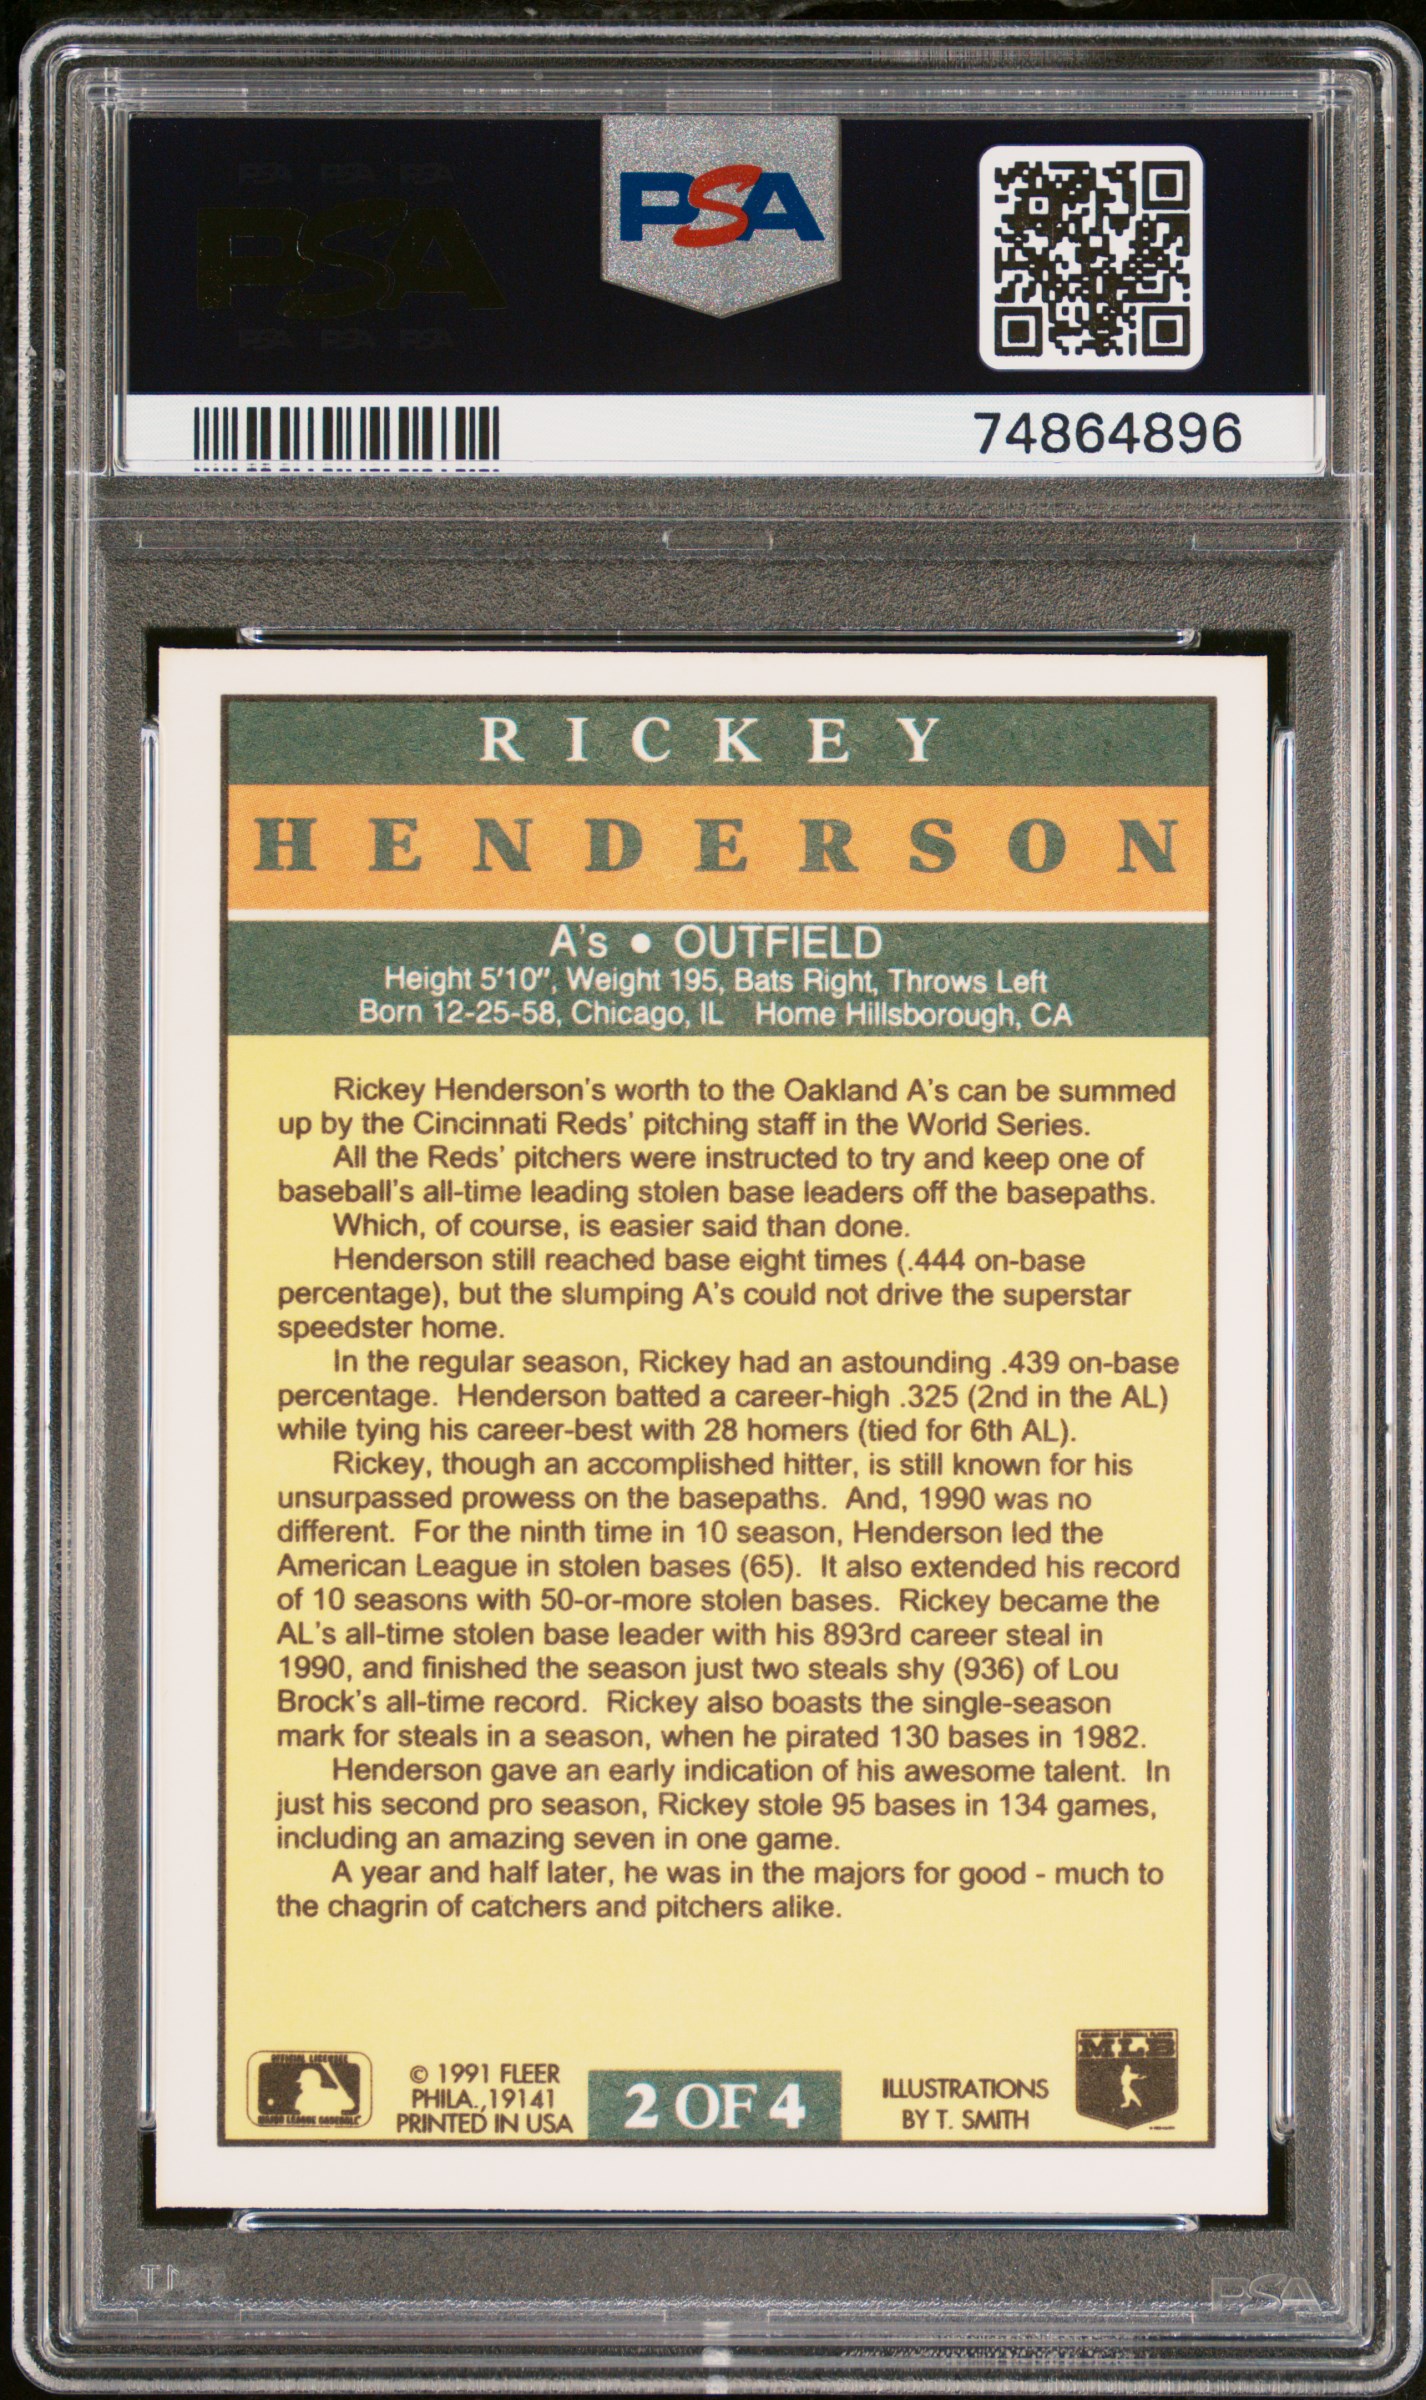 PSA PSA PSA
PSA
PSA PSA PSA
PSA
74864896
RICKEY
HENDERSON
A's • OUTFIELD
Height 5'10", Weight 195, Bats Right, Throws Left
Born 12-25-58, Chicago, IL Home Hillsborough, CA
Rickey Henderson's worth to the Oakland A's can be summed
up by the Cincinnati Reds' pitching staff in the World Series.
All the Reds' pitchers were instructed to try and keep one of
baseball's all-time leading stolen base leaders off the basepaths.
Which, of course, is easier said than done.
Henderson still reached base eight times (.444 on-base
percentage), but the slumping A's could not drive the superstar
speedster home.
In the regular season, Rickey had an astounding .439 on-base
percentage. Henderson batted a career-high .325 (2nd in the AL)
while tying his career-best with 28 homers (tied for 6th AL).
Rickey, though an accomplished hitter, is still known for his
unsurpassed prowess on the basepaths. And, 1990 was no
different. For the ninth time in 10 season, Henderson led the
American League in stolen bases (65). It also extended his record
of 10 seasons with 50-or-more stolen bases. Rickey became the
AL's all-time stolen base leader with his 893rd career steal in
1990, and finished the season just two steals shy (936) of Lou
Brock's all-time record. Rickey also boasts the single-season
mark for steals in a season, when he pirated 130 bases in 1982.
Henderson gave an early indication of his awesome talent. In
just his second pro season, Rickey stole 95 bases in 134 games,
including an amazing seven in one game.
A year and half later, he was in the majors for good - much to
the chagrin of catchers and pitchers alike.
OFFICIAL LICENSEE
MAJOR LEAGUE BASEBALL
© 1991 FLEER
PHILA., 19141
PRINTED IN USA
2 OF 4
ILLUSTRATIONS
BY T. SMITH
MLB
PSA